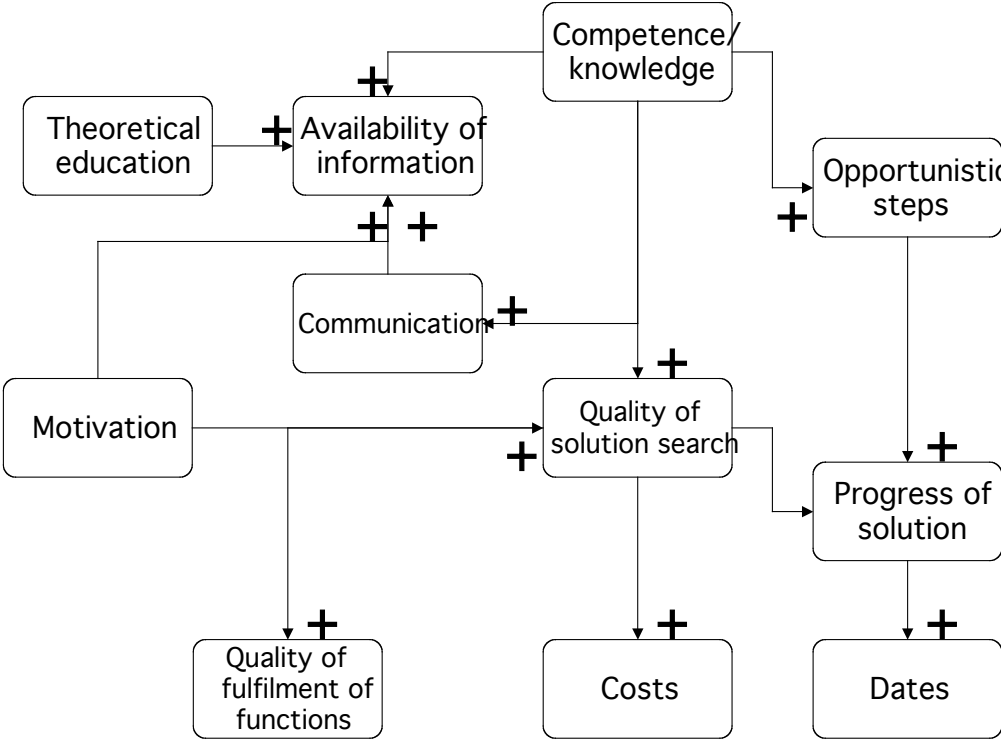 Competence/
knowledge
+
+
Theoretical
education
+
Availability of
information
Opportunistic
steps
+
+
+
Communication
+
+
Motivation
Quality of
solution search
+
+
Progress of
solution
+
+
+
Quality of
fulfilment of
functions
Costs
Dates